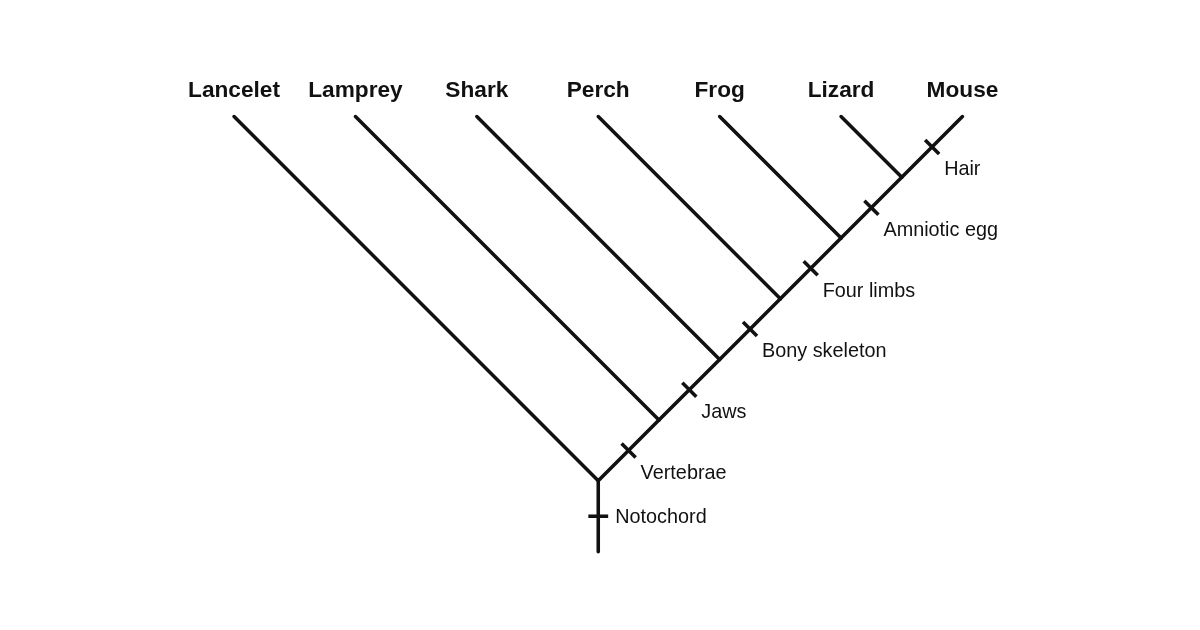 Lancelet Lamprey Shark Perch Frog Lizard Mouse
Hair
Amniotic egg
Four limbs
Bony skeleton
Jaws
Vertebrae
Notochord